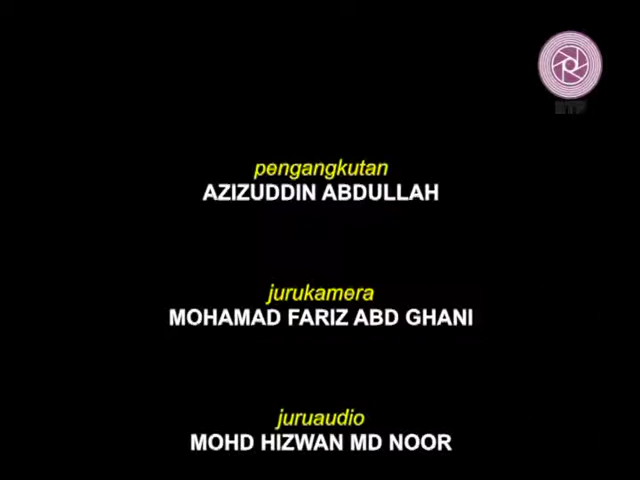 pengangkutan
AZIZUDDIN ABDULLAH
jurukamera
MOHAMAD FARIZ ABD GHANI
juruaudio
MOHD HIZWAN MD NOOR